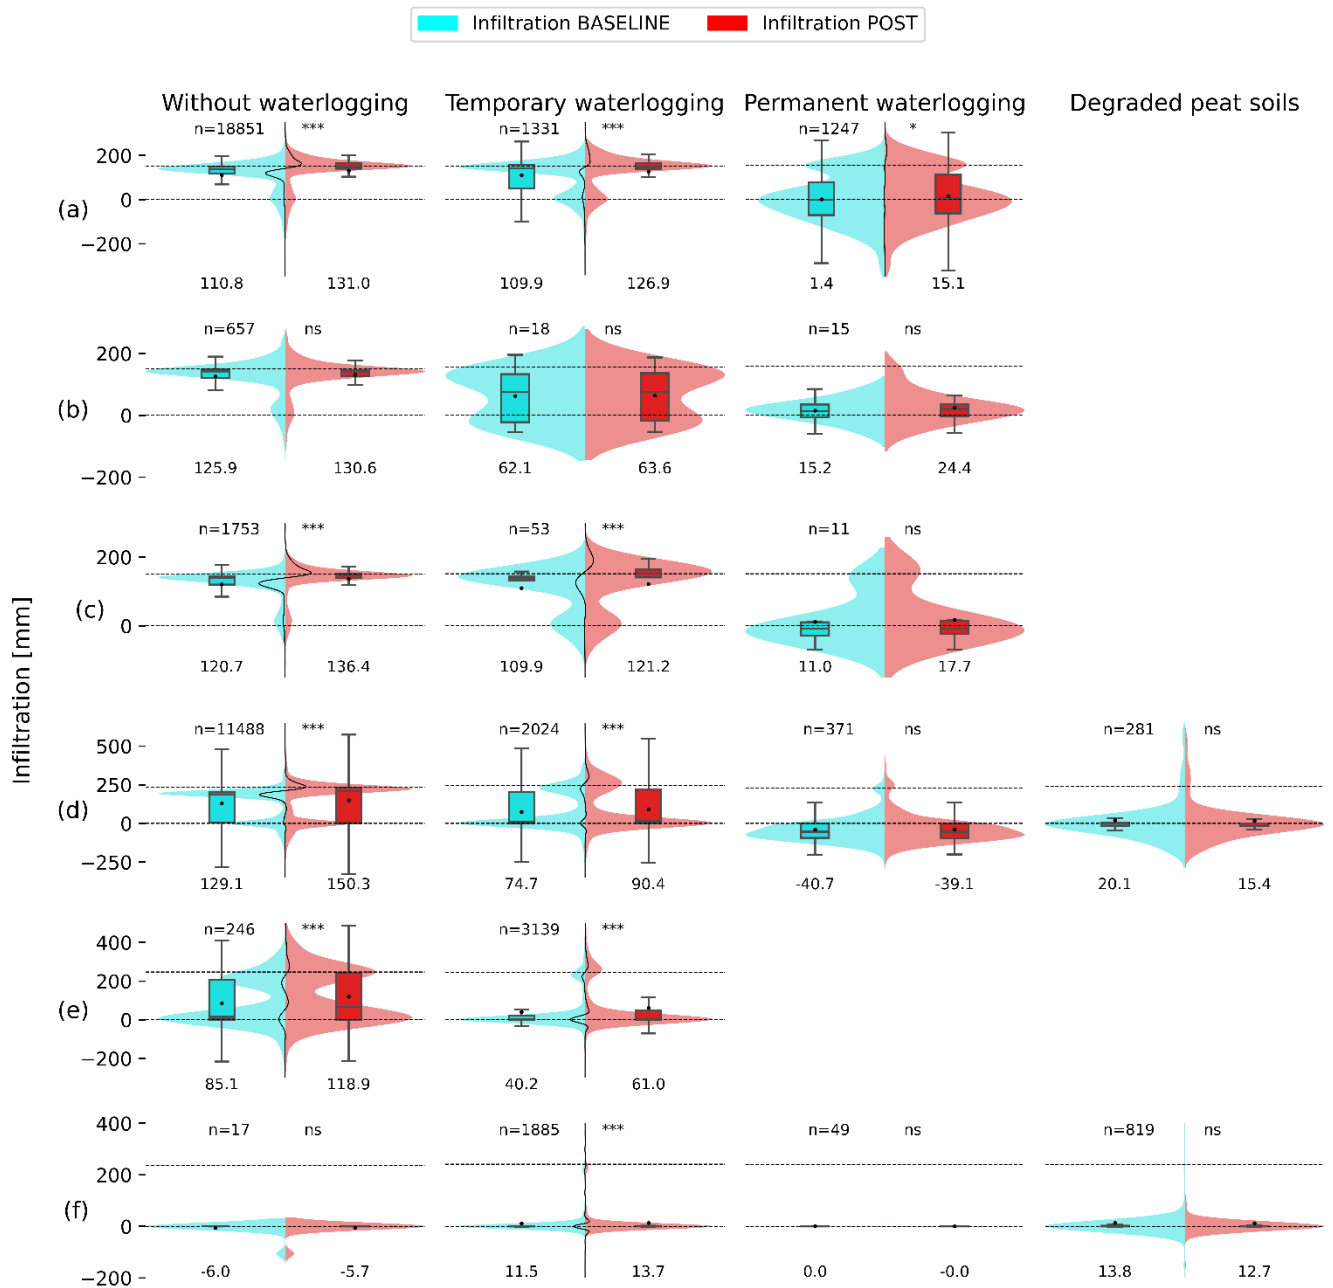 Infiltration BASELINE Infiltration POST
Without waterlogging Temporary waterlogging Permanent waterlogging Degraded peat soils
n=18851 *** n=1331 *** n=1247 *
200
(a) 0
−200
110.8 131.0 109.9 126.9 1.4 15.1
n=657 ns n=18 ns n=15 ns
200
(b) 0
−200
125.9 130.6 62.1 63.6 15.2 24.4
n=1753 *** n=53 *** n=11 ns
200
(c) 0
120.7 136.4 109.9 121.2 11.0 17.7
Infiltration [mm]
n=11488 *** n=2024 *** n=371 ns n=281 ns
500
250
(d) 0
−250
129.1 150.3 74.7 90.4 -40.7 -39.1 20.1 15.4
n=246 *** n=3139 ***
400
200
(e) 0
−200
85.1 118.9 40.2 61.0
400
n=17 ns n=1885 *** n=49 ns n=819 ns
200
(f) 0
−200
-6.0 -5.7 11.5 13.7 0.0 -0.0 13.8 12.7